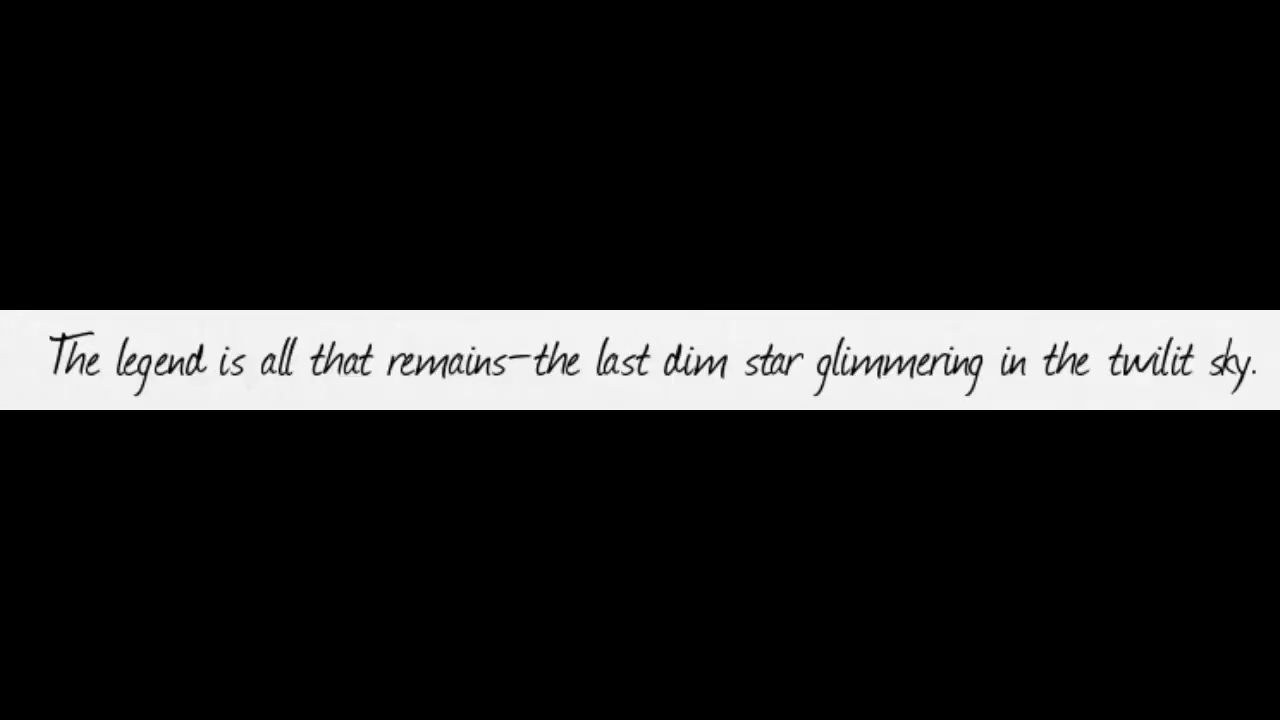 The legend is all that remains—the last dim star glimmering in the twilit sky.